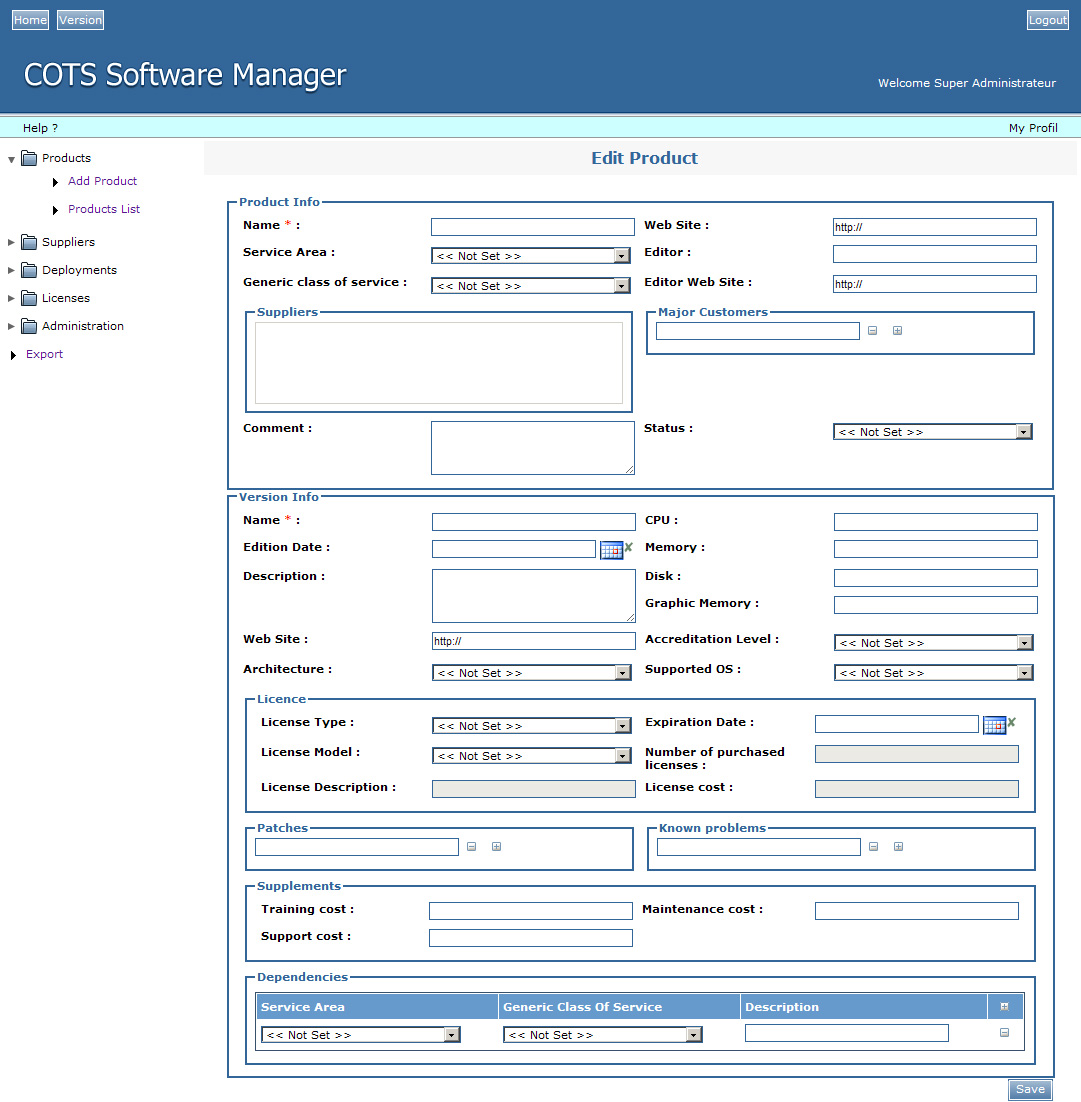 Home Version Logout
COTS Software Manager
Welcome Super Administrateur
Help ? My Profil
Products
Add Product
Products List
Suppliers
Deployments
Licenses
Administration
Export
Edit Product
Product Info
Name * : Web Site : http://
Service Area : << Not Set >> Editor :
Generic class of service : << Not Set >> Editor Web Site : http://
Suppliers Major Customers
Comment : Status : << Not Set >>
Version Info
Name * : CPU :
Edition Date : Memory :
Description : Disk :
Graphic Memory :
Web Site : http:// Accreditation Level : << Not Set >>
Architecture : << Not Set >> Supported OS : << Not Set >>
Licence
License Type : << Not Set >> Expiration Date :
License Model : << Not Set >> Number of purchased
licenses :
License Description : License cost :
Patches Known problems
Supplements
Training cost : Maintenance cost :
Support cost :
Dependencies
Service Area Generic Class Of Service Description
<< Not Set >> << Not Set >>
Save